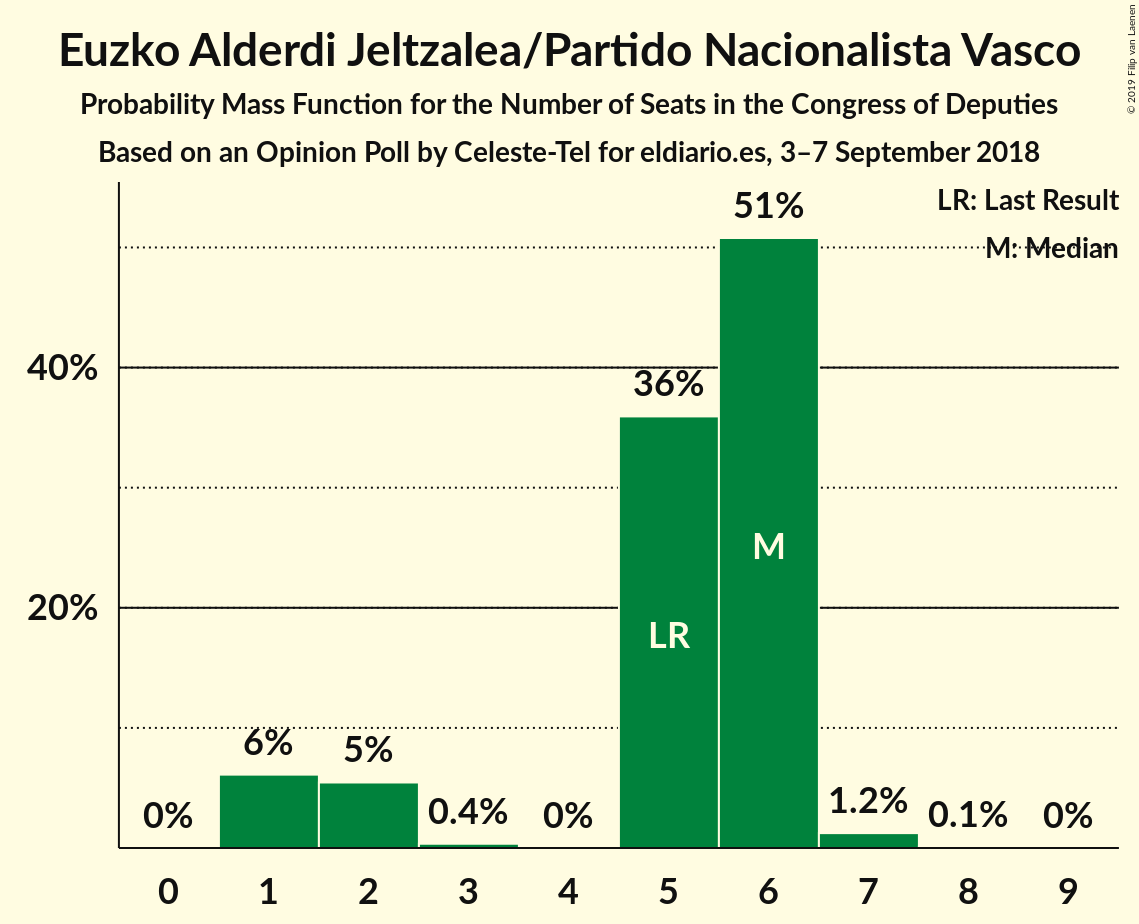 Euzko Alderdi Jeltzalea/Partido Nacionalista Vasco
Probability Mass Function for the Number of Seats in the Congress of Deputies
Based on an Opinion Poll by Celeste-Tel for eldiario.es, 3–7 September 2018
© 2019 Filip van Laenen
LR: Last Result
M: Median
51%
40%
36%
M
20%
LR
6%
5%
0%
0.4%
0%
1.2%
0.1%
0%
0 1 2 3 4 5 6 7 8 9